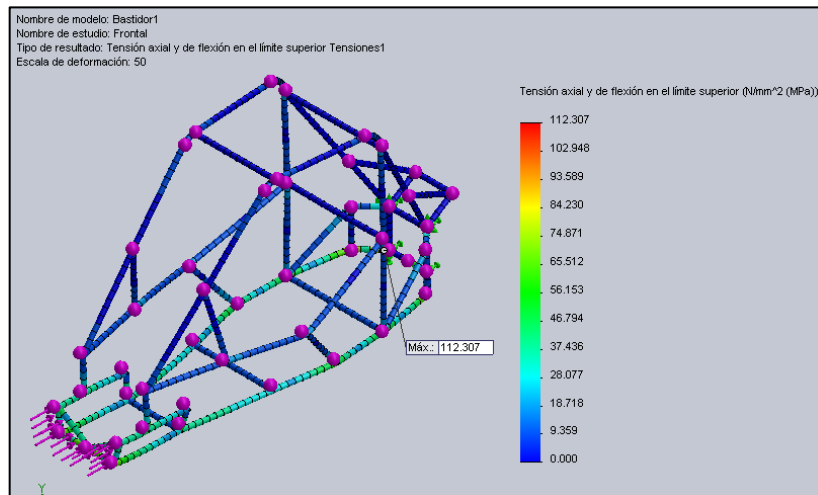 Nombre de modelo: Bastidor1
Nombre de estudio: Frontal
Tipo de resultado: Tensión axial y de flexión en el límite superior Tensiones1
Escala de deformación: 50
Tensión axial y de flexión en el límite superior (N/mm^2 (MPa))
112.307
102.948
93.589
84.230
74.871
65.512
56.153
46.794
37.436
28.077
18.718
9.359
0.000
Máx.: 112.307
Y